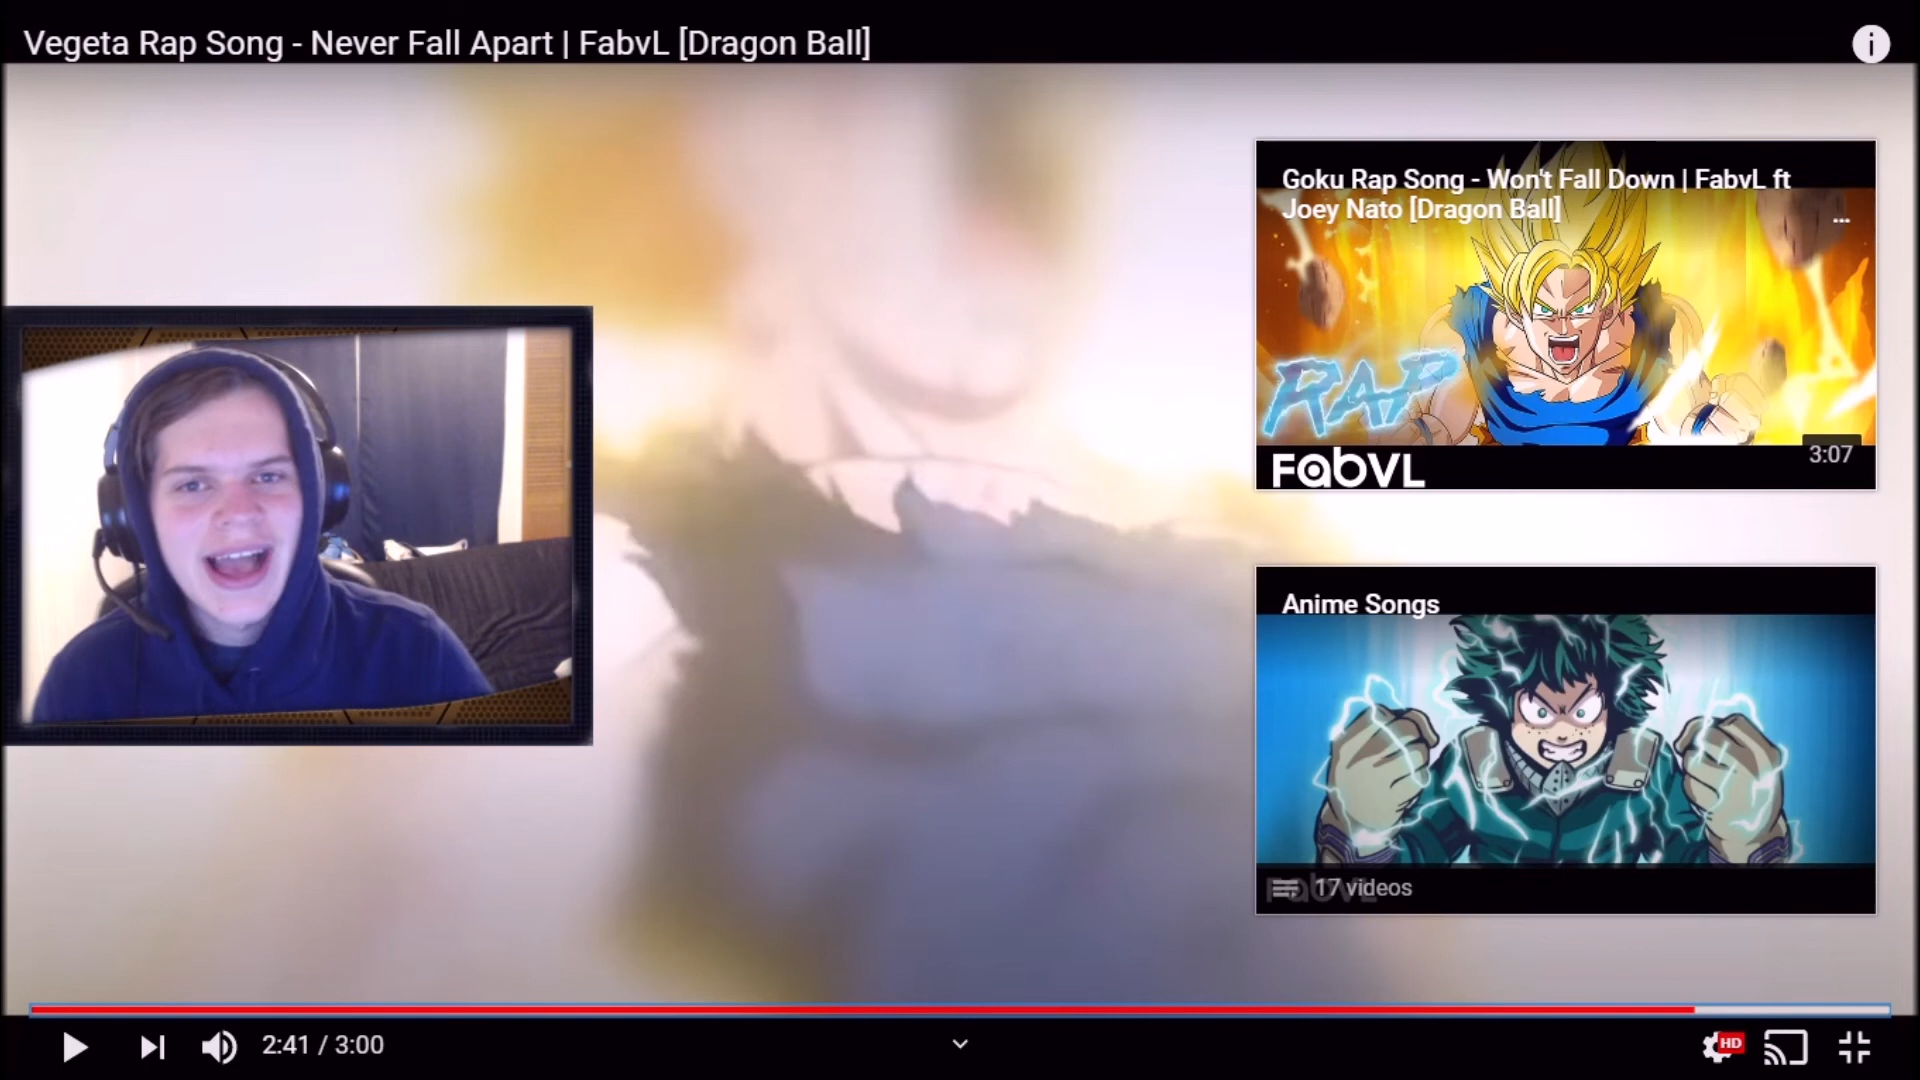 Vegeta Rap Song - Never Fall Apart | FabvL [Dragon Ball]
i
Goku Rap Song - Won't Fall Down | FabvL ft
Joey Nato [Dragon Ball]
RAP
3:07
FabVL
Anime Songs
FabVL
17 videos
2:41 / 3:00
HD